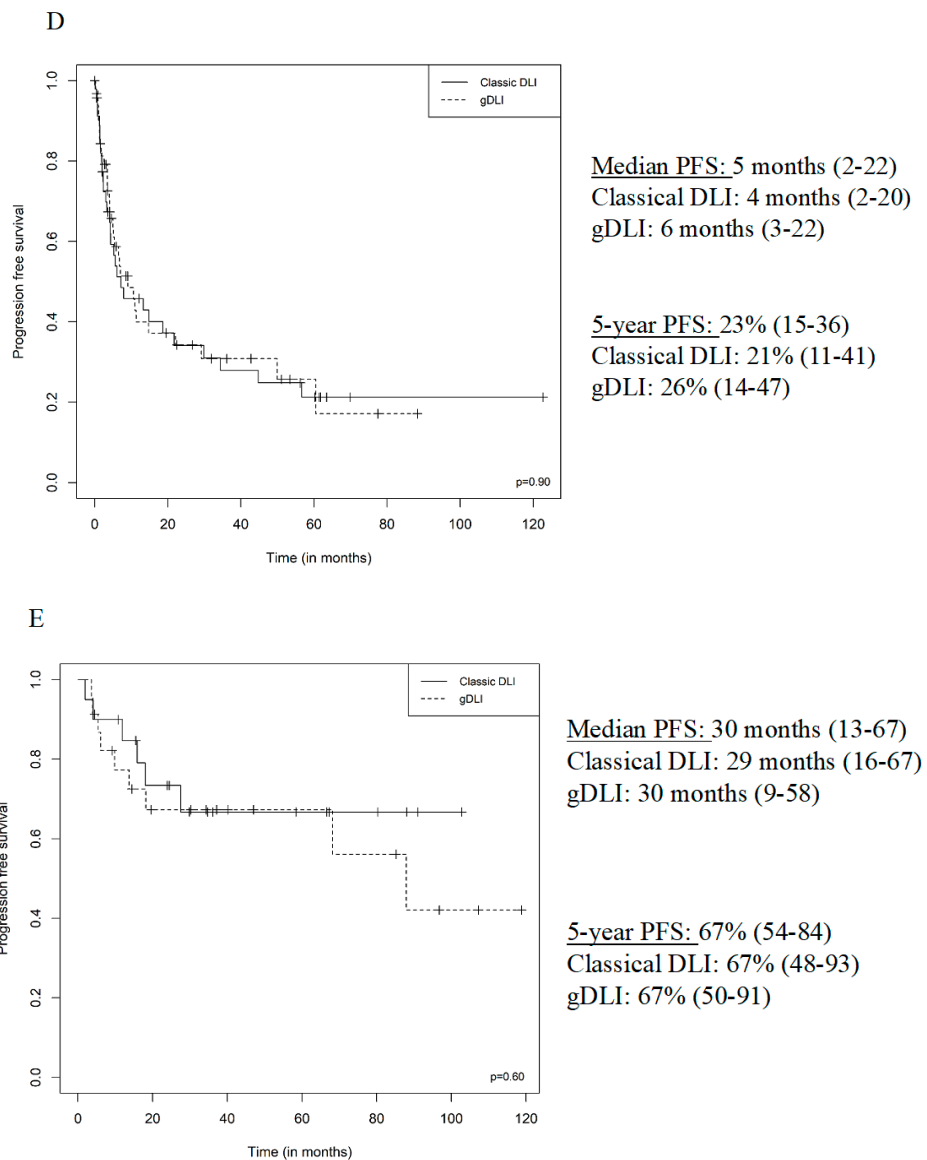 D
Classic DLI
gDLI
1.0
0.8
0.6
0.4
0.2
0.0
Progression free survival
p=0.90
0 20 40 60 80 100 120
Time (in months)
Median PFS: 5 months (2-22)
Classical DLI: 4 months (2-20)
gDLI: 6 months (3-22)
5-year PFS: 23% (15-36)
Classical DLI: 21% (11-41)
gDLI: 26% (14-47)
E
Classic DLI
gDLI
1.0
0.8
0.6
0.4
0.2
0.0
Progression free survival
p=0.60
0 20 40 60 80 100 120
Time (in months)
Median PFS: 30 months (13-67)
Classical DLI: 29 months (16-67)
gDLI: 30 months (9-58)
5-year PFS: 67% (54-84)
Classical DLI: 67% (48-93)
gDLI: 67% (50-91)